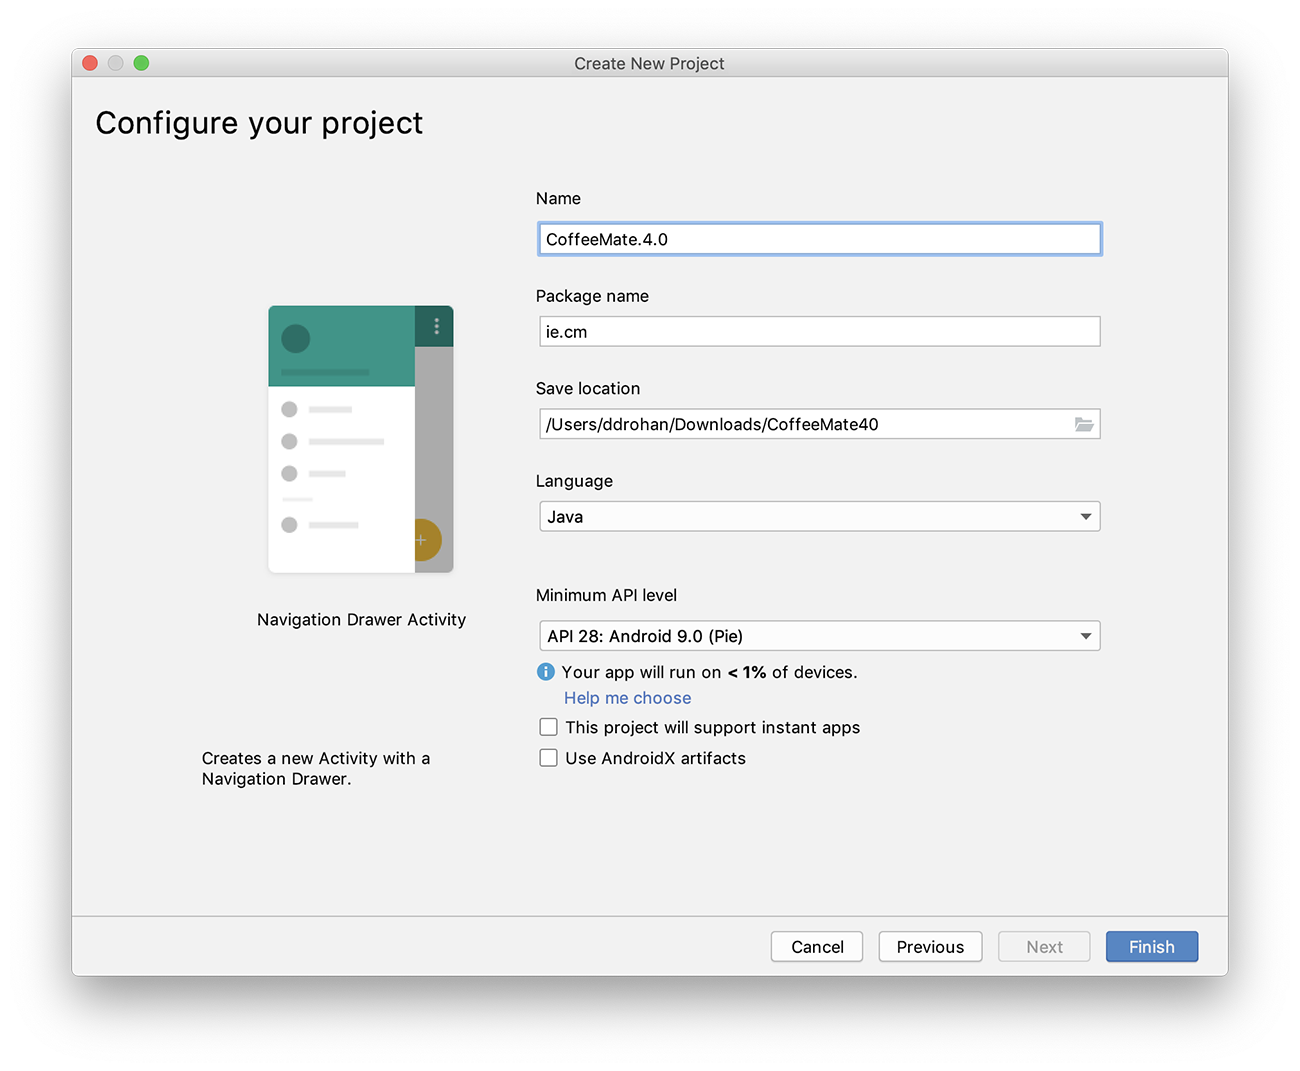 Create New Project
Configure your project
Name
CoffeeMate.4.0
Package name
ie.cm
Save location
/Users/ddrohan/Downloads/CoffeeMate40
Language
Java
Navigation Drawer Activity
Minimum API level
API 28: Android 9.0 (Pie)
Your app will run on < 1% of devices.
Help me choose
This project will support instant apps
Use AndroidX artifacts
Creates a new Activity with a
Navigation Drawer.
Cancel
Previous
Next
Finish